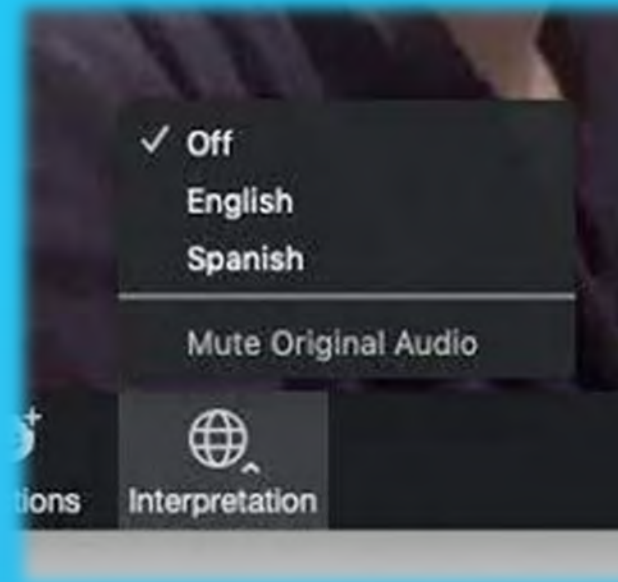 Off
English
Spanish
Mute Original Audio
tions
Interpretation